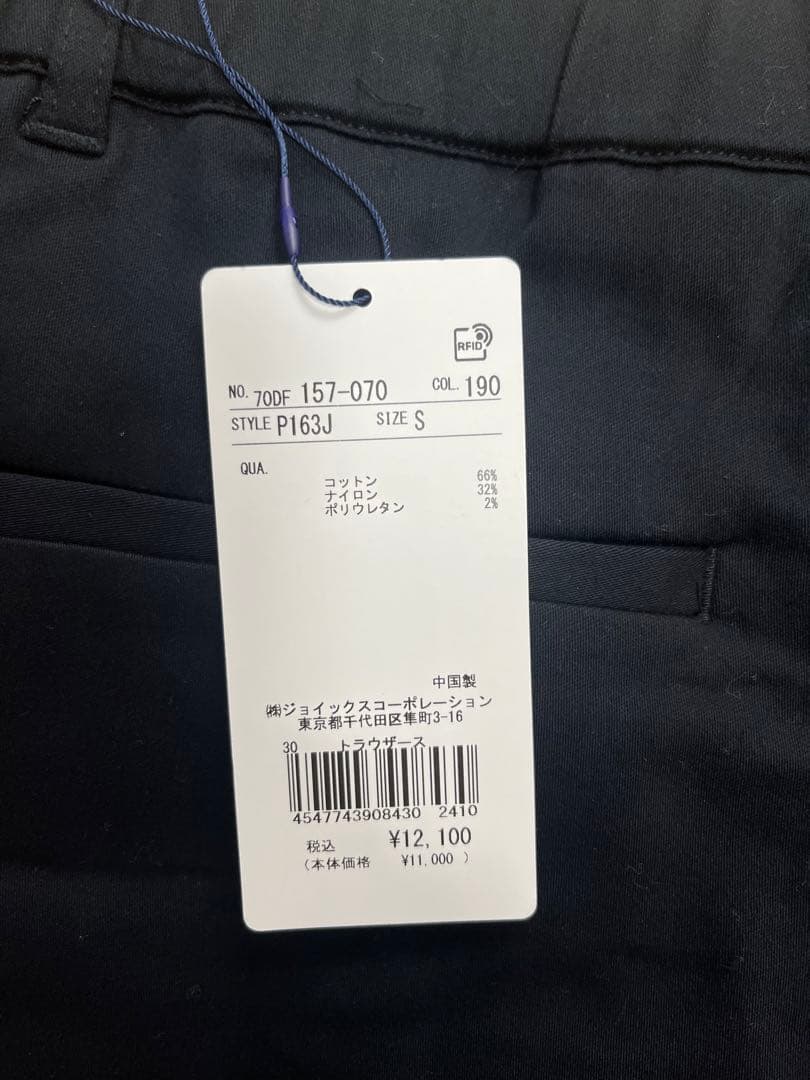 RFID
NO. 70DF 157-070 COL. 190
STYLE P163J SIZE S
QUA.
コットン 66%
ナイロン 32%
ポリウレタン 2%
中国製
㈱ジョイックスコーポレーション
東京都千代田区隼町3-16
30 トラウザース
4547743908430 2410
税込 ¥12,100
(本体価格 ¥11,000 )